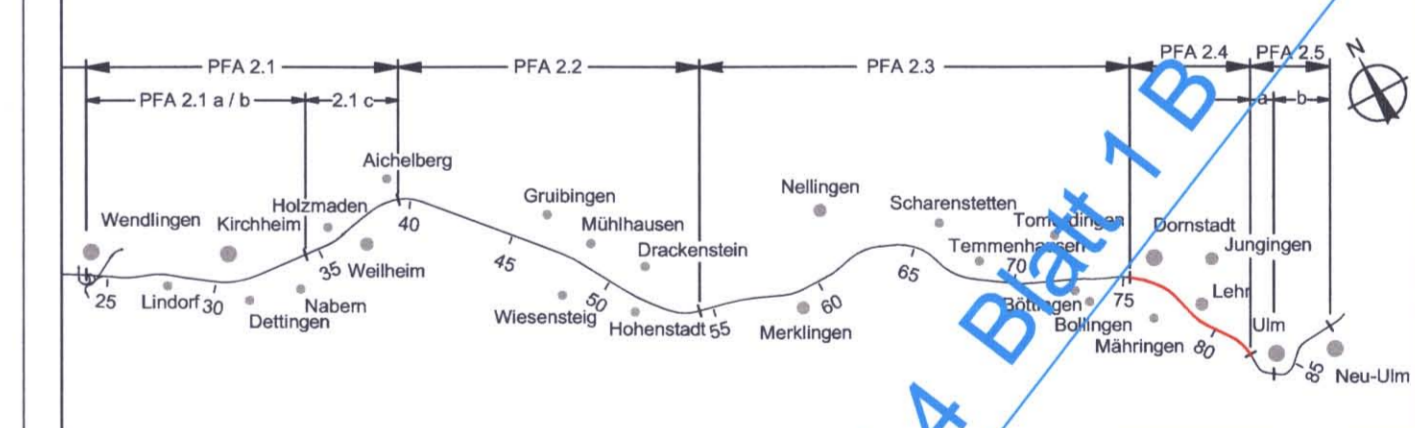 PFA 2.1
PFA 2.2
PFA 2.3
PFA 2.4
PFA 2.5
PFA 2.1 a / b
2.1 c
a
b
N
Aichelberg
Wendlingen
Kirchheim
Holzmaden
40
Gruibingen
Mühlhausen
Drackenstein
Nellingen
Scharenstetten
Tomerdingen
Temmenhausen
Dornstadt
Jungingen
25
Lindorf
30
Dettingen
Nabern
35
Weilheim
45
Wiesensteig
50
Hohenstadt
55
Merklingen
60
65
70
Böttingen
Bollingen
75
Mähringen
Lehr
80
Ulm
85
Neu-Ulm
4 Blatt 1 B